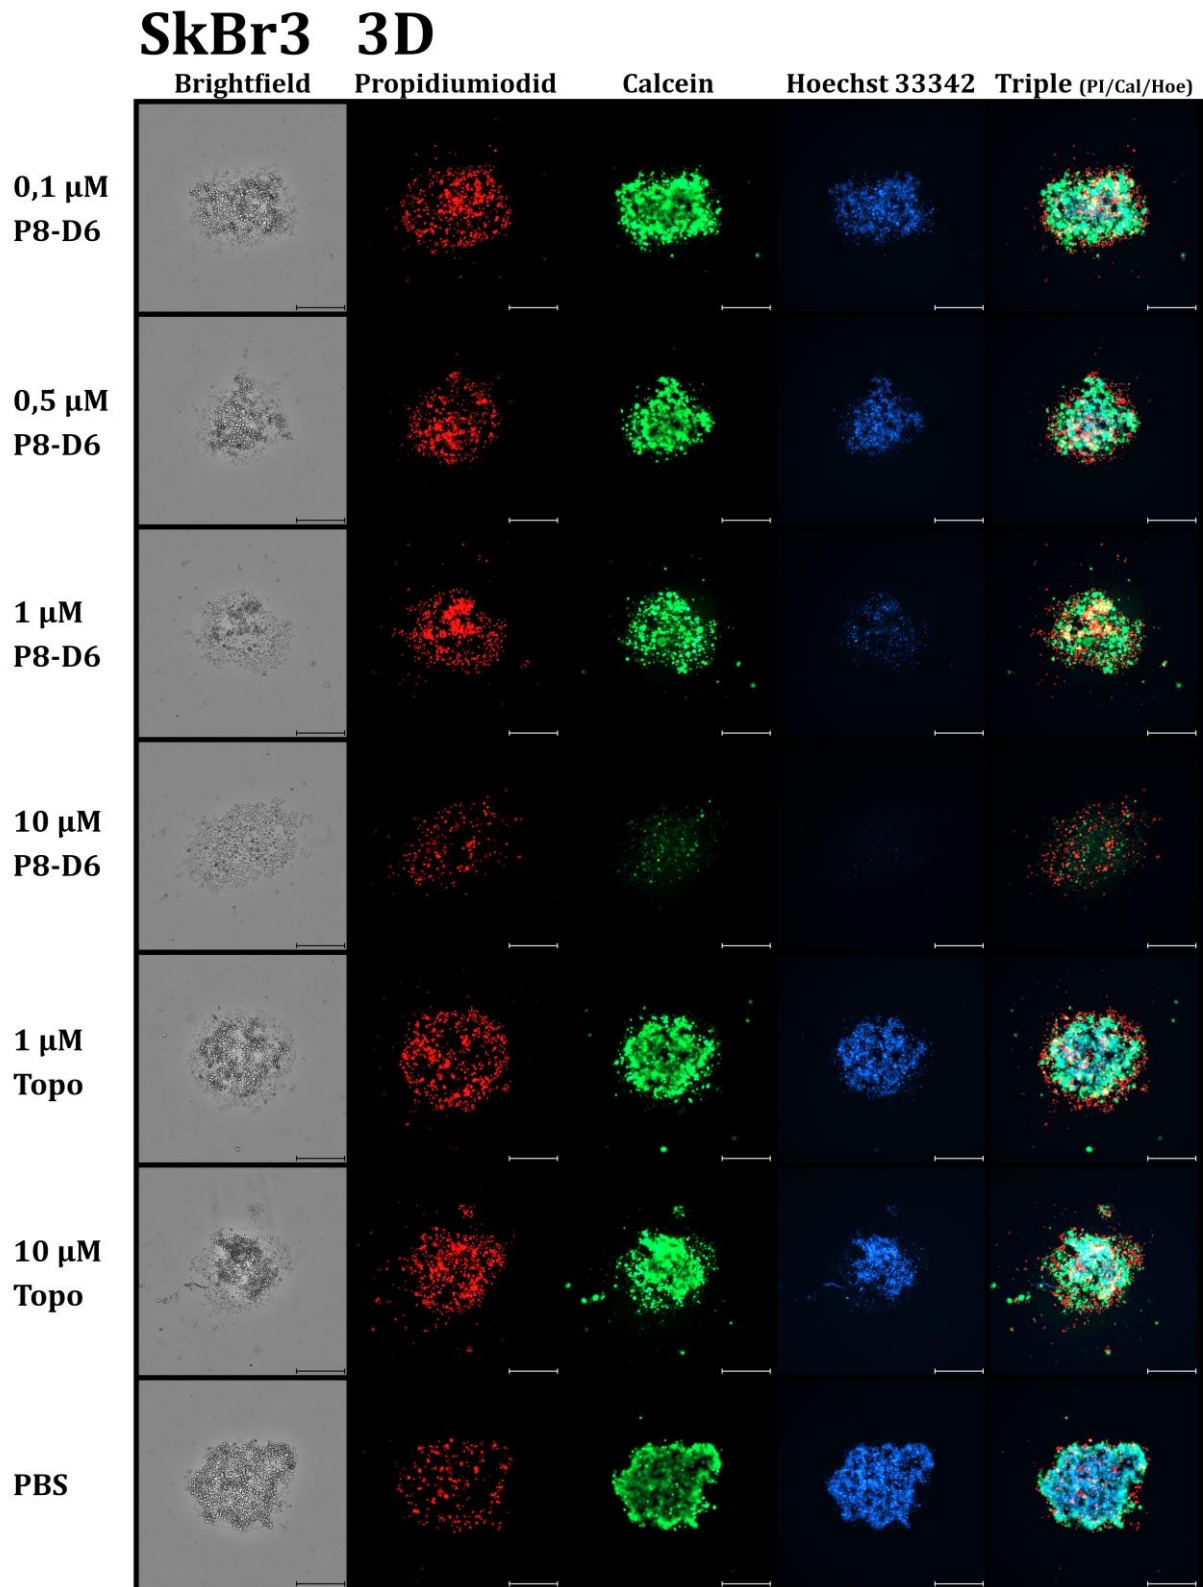 SkBr3 3D
Brightfield Propidiumiodid Calcein Hoechst 33342 Triple (PI/Cal/Hoe)
0,1 µM
P8-D6
0,5 µM
P8-D6
1 µM
P8-D6
10 µM
P8-D6
1 µM
Topo
10 µM
Topo
PBS